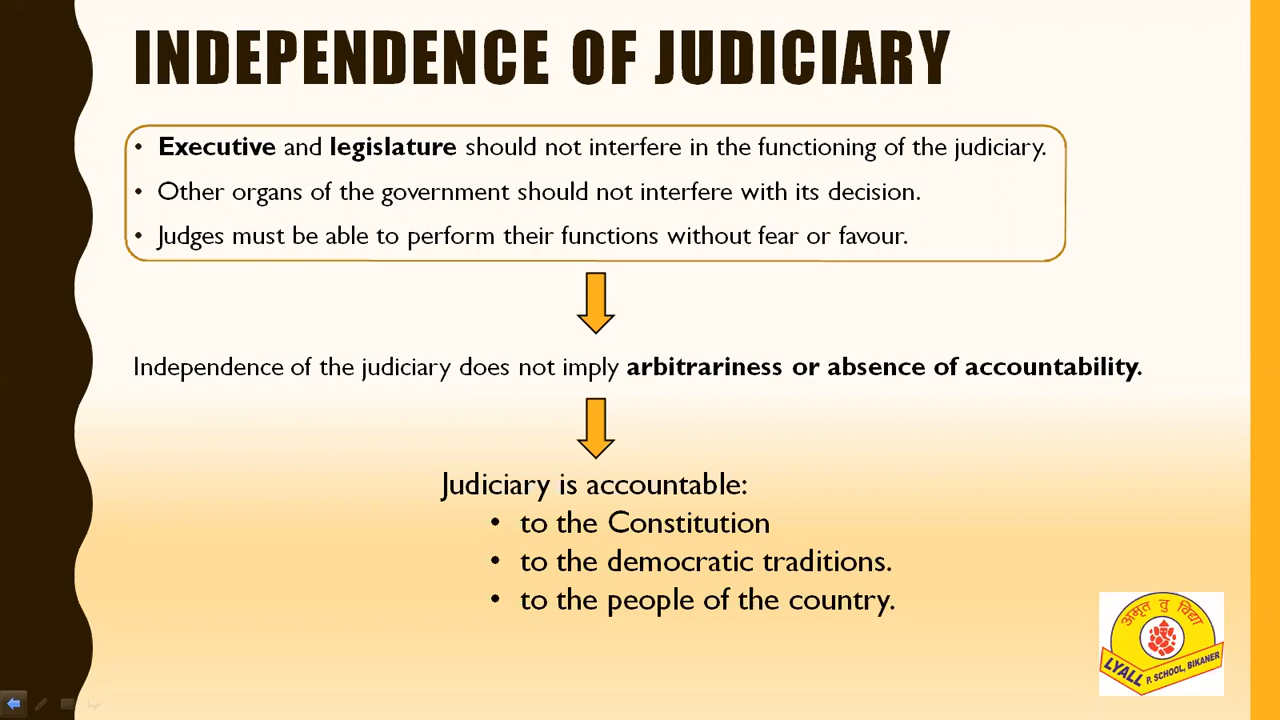 INDEPENDENCE OF JUDICIARY
• Executive and legislature should not interfere in the functioning of the judiciary.
• Other organs of the government should not interfere with its decision.
• Judges must be able to perform their functions without fear or favour.
Independence of the judiciary does not imply arbitrariness or absence of accountability.
Judiciary is accountable:
• to the Constitution
• to the democratic traditions.
• to the people of the country.
अमृतं तु विद्या
LYALL P. SCHOOL, BIKANER